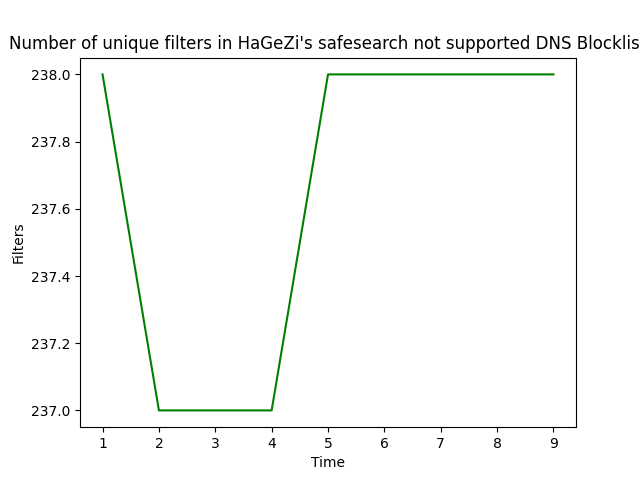 Number of unique filters in HaGeZi's safesearch not supported DNS Blocklis
238.0
237.8
237.6
237.4
237.2
237.0
Filters
1 2 3 4 5 6 7 8 9
Time